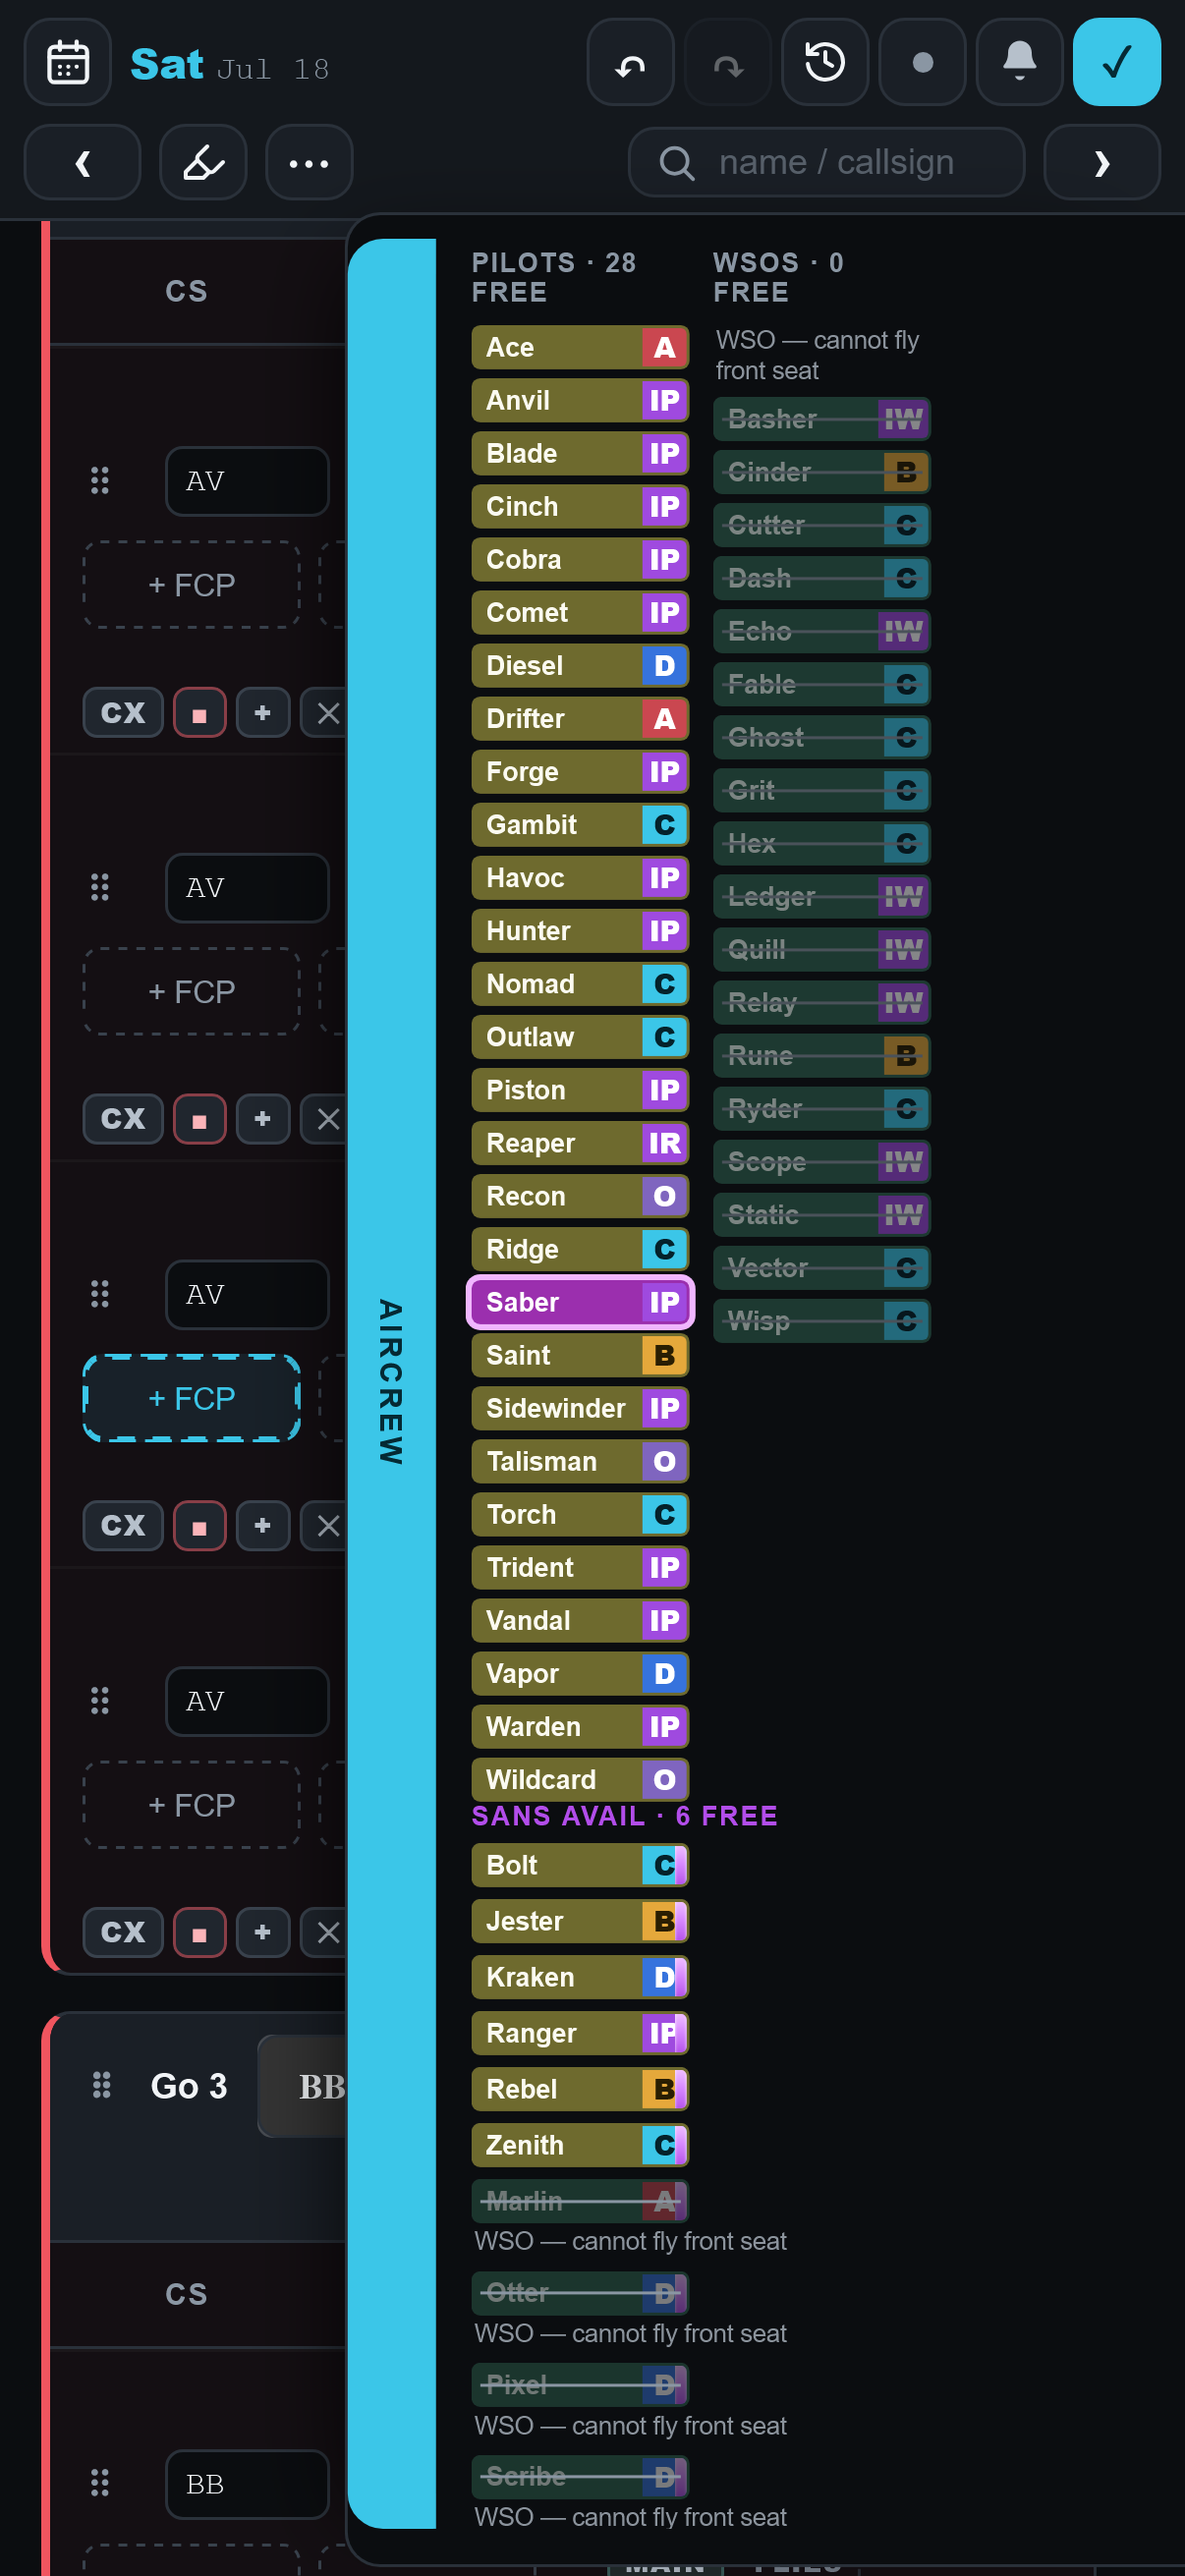 Sat Jul 18
name / callsign
CS
AV
+ FCP
CX + ×
AV
+ FCP
CX + ×
AV
+ FCP
CX + ×
AV
+ FCP
CX + ×
Go 3 BB
CS
BB
AIRCREW
PILOTS · 28
FREE
Ace A
Anvil IP
Blade IP
Cinch IP
Cobra IP
Comet IP
Diesel D
Drifter A
Forge IP
Gambit C
Havoc IP
Hunter IP
Nomad C
Outlaw C
Piston IP
Reaper IR
Recon O
Ridge C
Saber IP
Saint B
Sidewinder IP
Talisman O
Torch C
Trident IP
Vandal IP
Vapor D
Warden IP
Wildcard O
WSOS · 0
FREE
WSO — cannot fly
front seat
Basher IW
Cinder B
Cutter C
Dash C
Echo IW
Fable C
Ghost C
Grit C
Hex C
Ledger IW
Quill IW
Relay IW
Rune B
Ryder C
Scope IW
Static IW
Vector C
Wisp C
SANS AVAIL · 6 FREE
Bolt C
Jester B
Kraken D
Ranger IP
Rebel B
Zenith C
Marlin A
WSO — cannot fly front seat
Otter D
WSO — cannot fly front seat
Pixel D
WSO — cannot fly front seat
Scribe D
WSO — cannot fly front seat